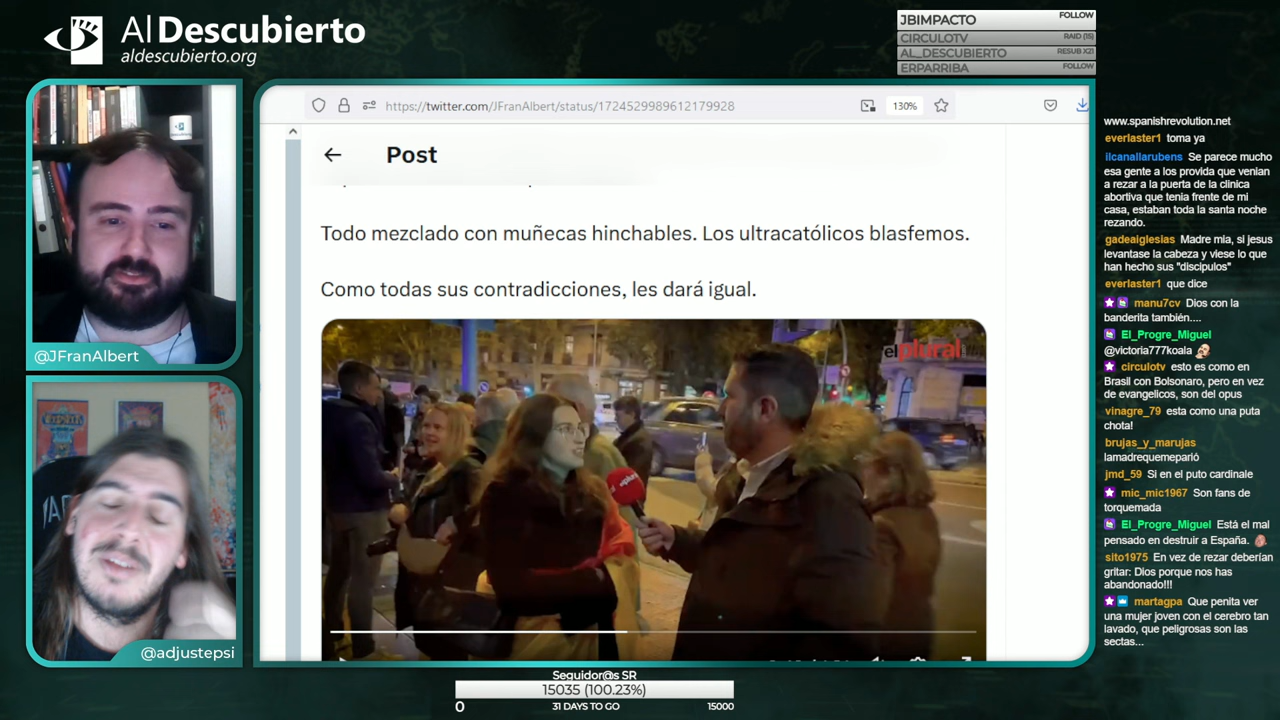 Al Descubierto
aldescubierto.org
JBIMPACTO FOLLOW
CIRCULOTV RAID (15)
AL_DESCUBIERTO RESUB X21
ERPARRIBA FOLLOW
@JFranAlbert
@adjustepsi
https://twitter.com/JFranAlbert/status/1724529989612179928
130%
Post
Todo mezclado con muñecas hinchables. Los ultracatólicos blasfemos.
Como todas sus contradicciones, les dará igual.
elplural
www.spanishrevolution.net
everlaster1 toma ya
ilcanallarubens Se parece mucho
esa gente a los provida que venian
a rezar a la puerta de la clinica
abortiva que tenia frente de mi
casa, estaban toda la santa noche
rezando.
gadeaiglesias Madre mia, si jesus
levantase la cabeza y viese lo que
han hecho sus "discipulos"
everlaster1 que dice
manu7cv Dios con la
banderita también....
El_Progre_Miguel
@victoria777koala
circulotv esto es como en
Brasil con Bolsonaro, pero en vez
de evangelicos, son del opus
vinagre_79 esta como una puta
chota!
brujas_y_marujas
lamadrequemeparió
jmd_59 Si en el puto cardinale
mic_mic1967 Son fans de
torquemada
El_Progre_Miguel Está el mal
pensado en destruir a España.
sito1975 En vez de rezar deberían
gritar: Dios porque nos has
abandonado!!!
martagpa Que penita ver
una mujer joven con el cerebro tan
lavado, que peligrosas son las
sectas...
Seguidor@s SR
15035 (100.23%)
0 31 DAYS TO GO 15000